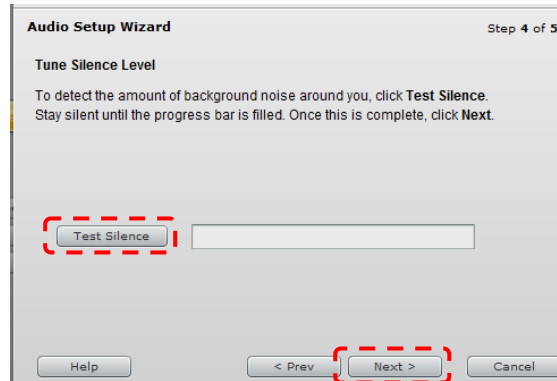 Audio Setup Wizard
Step 4 of 5
Tune Silence Level
To detect the amount of background noise around you, click Test Silence.
Stay silent until the progress bar is filled. Once this is complete, click Next.
Test Silence
Help
< Prev
Next >
Cancel